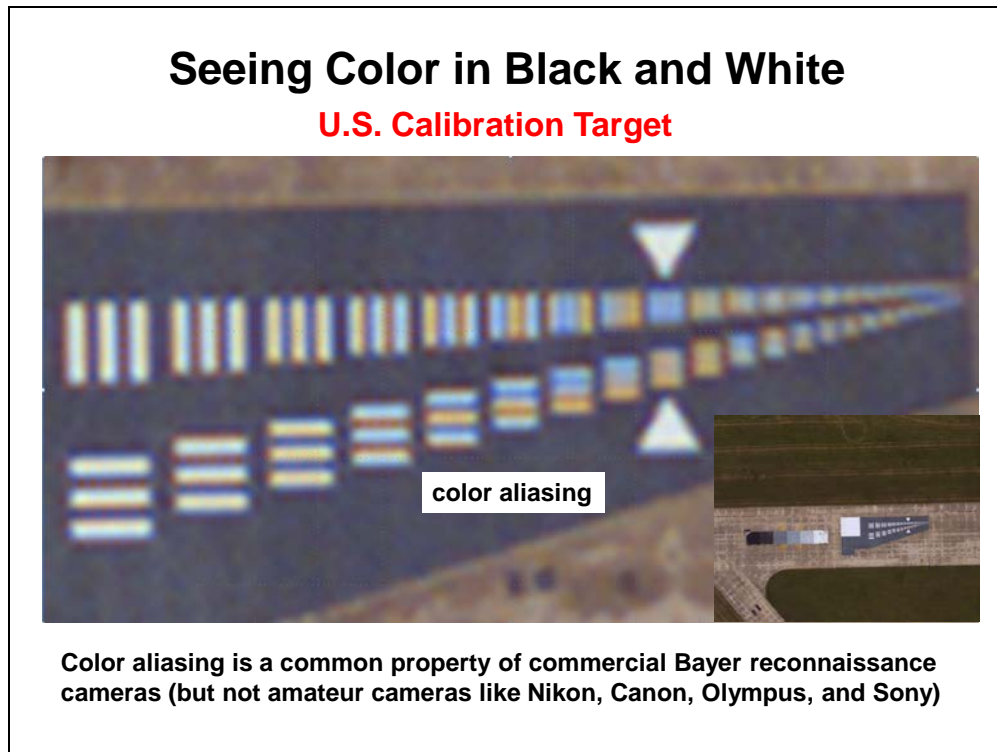 Seeing Color in Black and White
U.S. Calibration Target
color aliasing
Color aliasing is a common property of commercial Bayer reconnaissance
cameras (but not amateur cameras like Nikon, Canon, Olympus, and Sony)